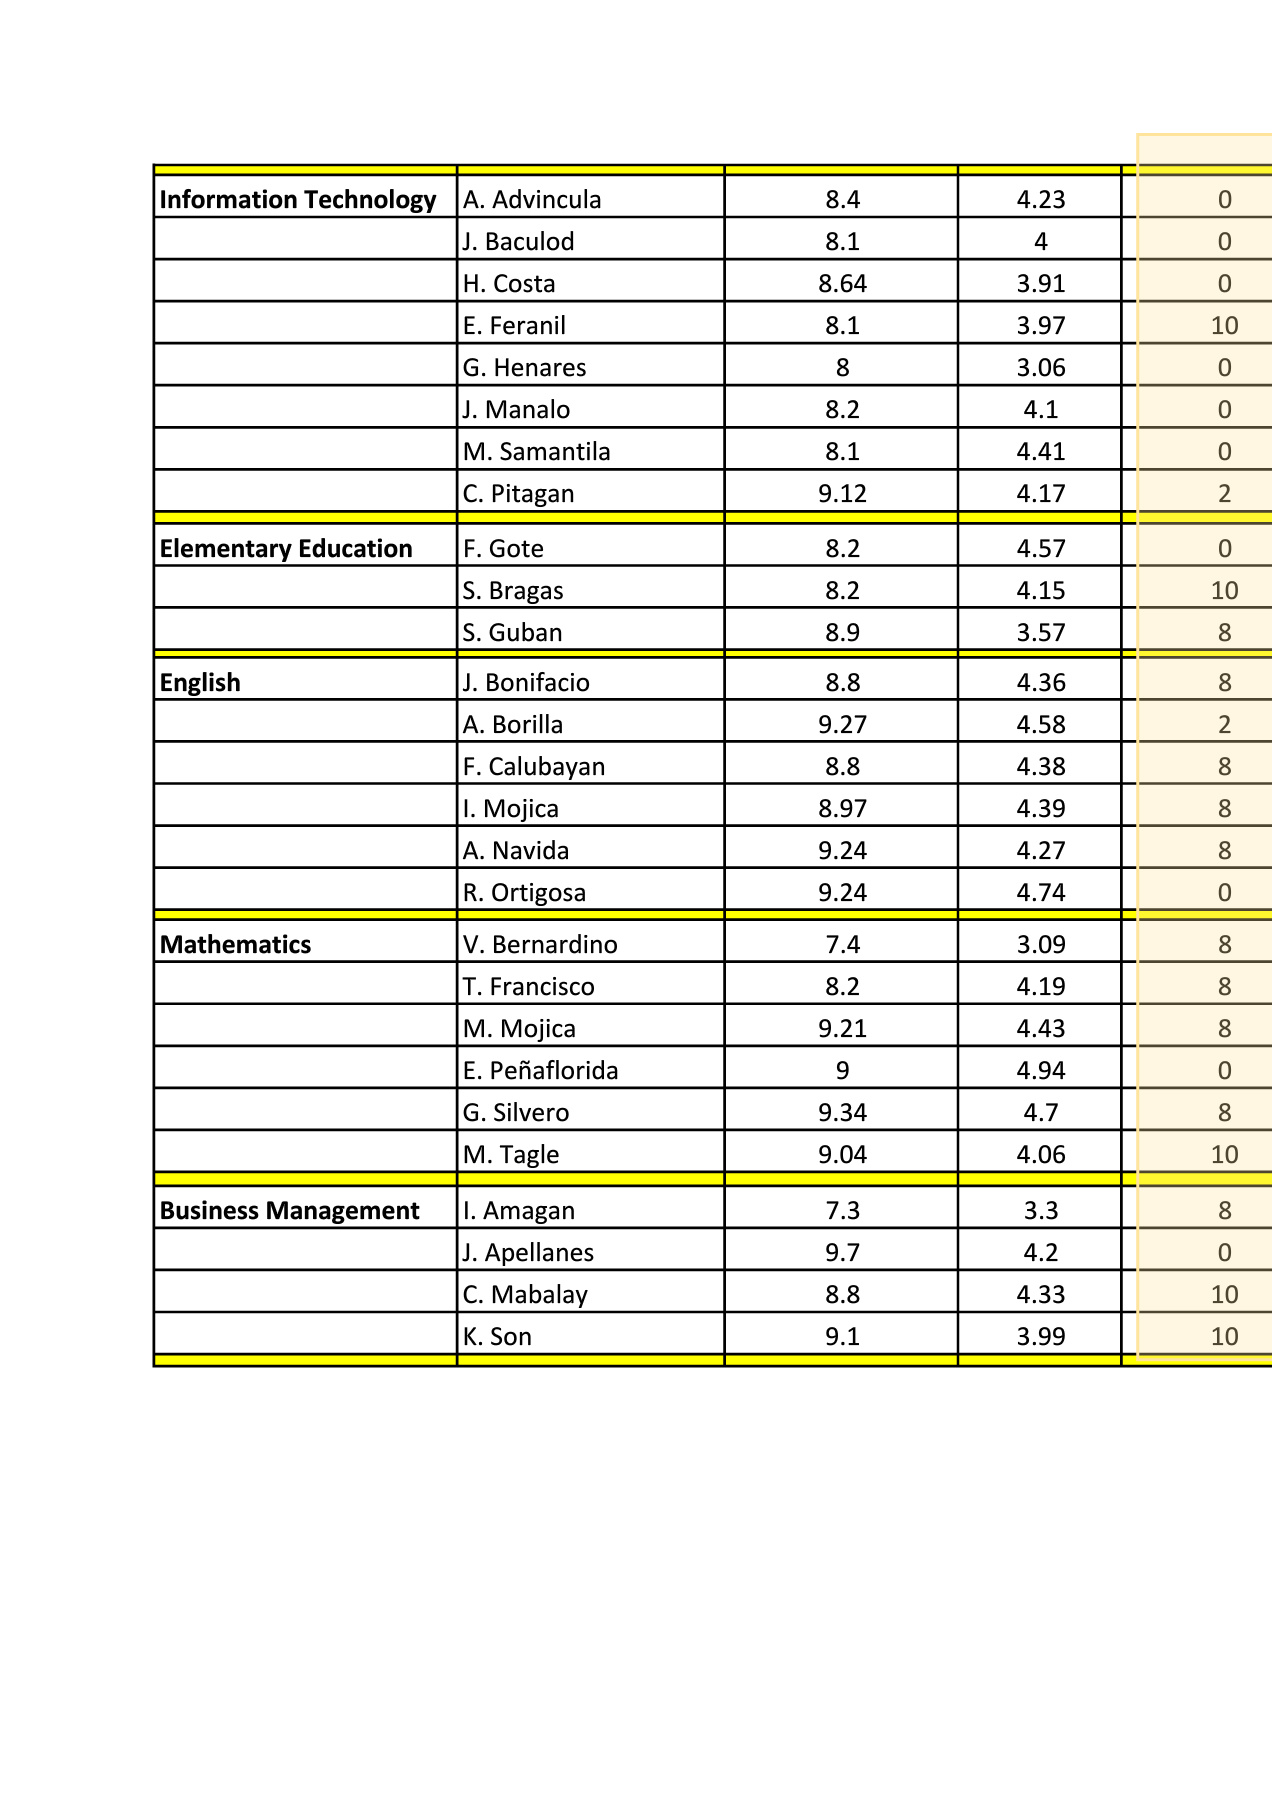 Information Technology A. Advincula 8.4 4.23 0
J. Baculod 8.1 4 0
H. Costa 8.64 3.91 0
E. Feranil 8.1 3.97 10
G. Henares 8 3.06 0
J. Manalo 8.2 4.1 0
M. Samantila 8.1 4.41 0
C. Pitagan 9.12 4.17 2
Elementary Education F. Gote 8.2 4.57 0
S. Bragas 8.2 4.15 10
S. Guban 8.9 3.57 8
English J. Bonifacio 8.8 4.36 8
A. Borilla 9.27 4.58 2
F. Calubayan 8.8 4.38 8
I. Mojica 8.97 4.39 8
A. Navida 9.24 4.27 8
R. Ortigosa 9.24 4.74 0
Mathematics V. Bernardino 7.4 3.09 8
T. Francisco 8.2 4.19 8
M. Mojica 9.21 4.43 8
E. Peñaflorida 9 4.94 0
G. Silvero 9.34 4.7 8
M. Tagle 9.04 4.06 10
Business Management I. Amagan 7.3 3.3 8
J. Apellanes 9.7 4.2 0
C. Mabalay 8.8 4.33 10
K. Son 9.1 3.99 10